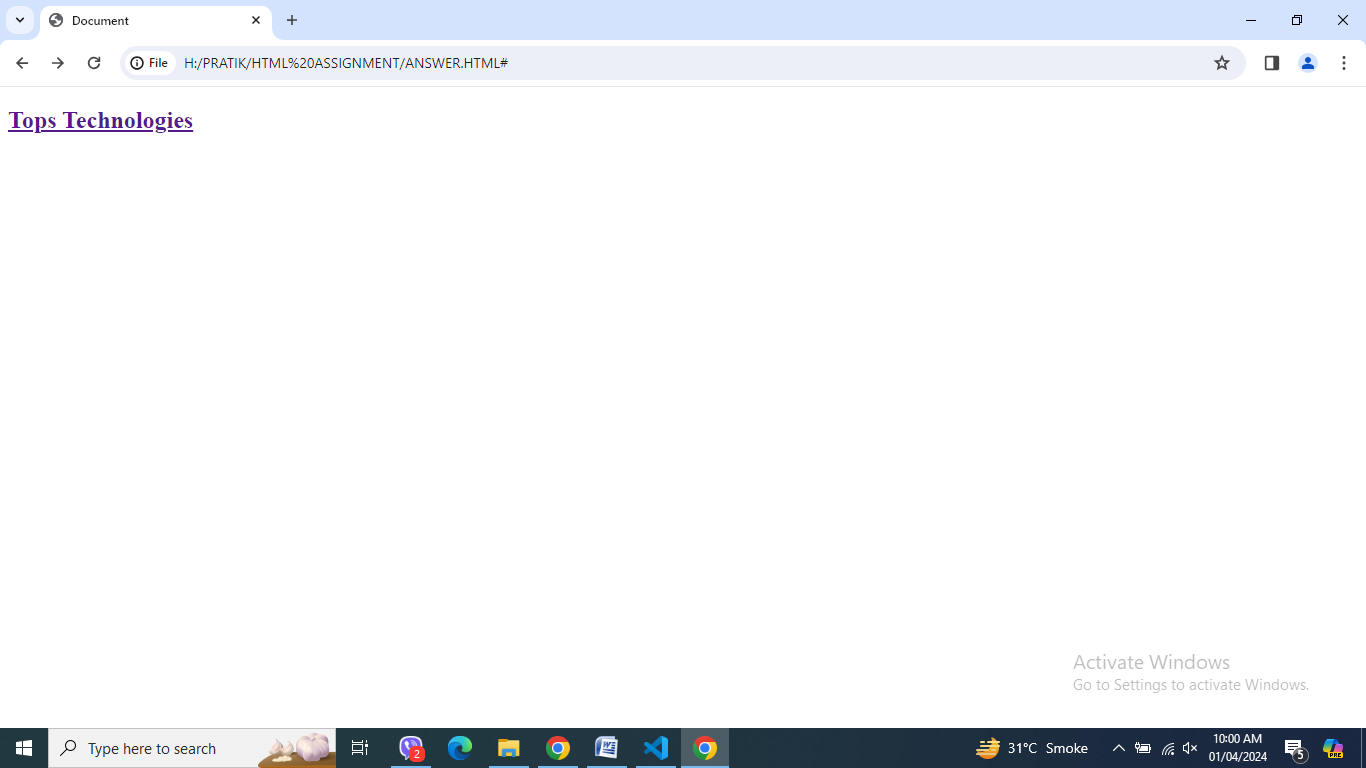 Document
File
H:/PRATIK/HTML%20ASSIGNMENT/ANSWER.HTML#
Tops Technologies
Activate Windows
Go to Settings to activate Windows.
Type here to search
2
31°C Smoke
10:00 AM
01/04/2024
5
PRE